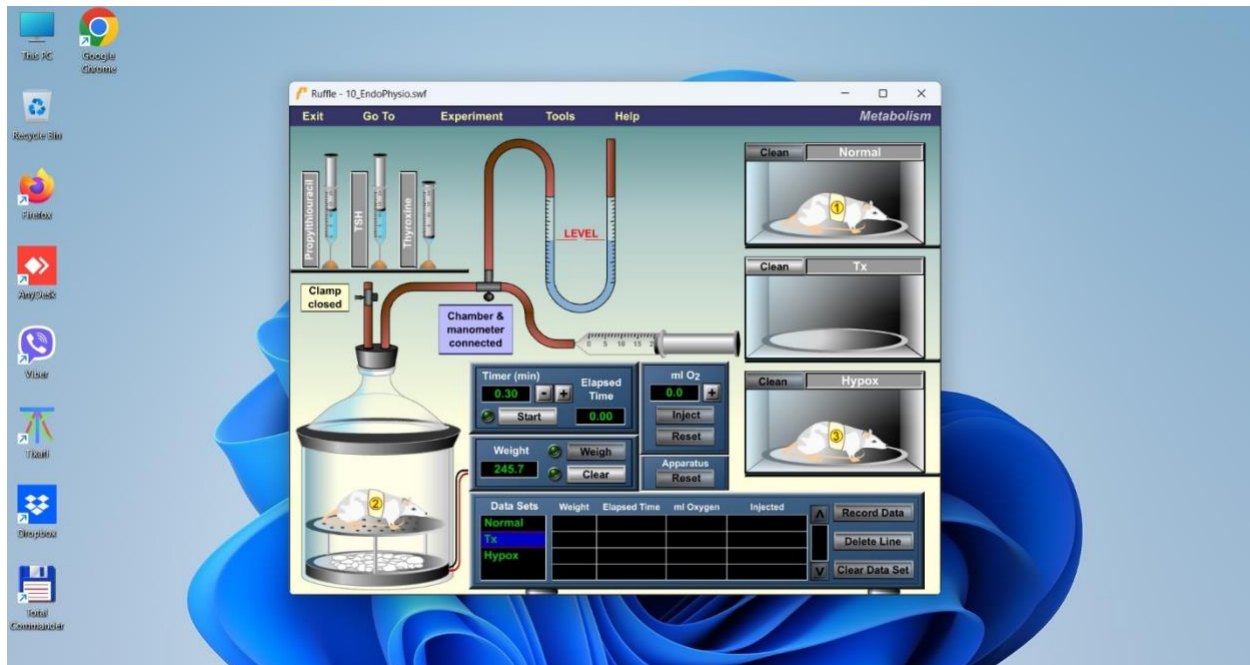 This PC
Google
Chrome
Recycle Bin
Firefox
AnyDesk
Viber
Tixati
Dropbox
Total
Commander
Ruffle - 10_EndoPhysio.swf
Exit Go To Experiment Tools Help Metabolism
Propylthiouracil
TSH
Thyroxine
LEVEL
Clamp
closed
Chamber &
manometer
connected
0 5 10 15 2
Clean Normal
1
Clean Tx
Clean Hypox
3
2
Timer (min)
0.30 - +
Elapsed
Time
Start 0.00
ml O2
0.0 +
Inject
Reset
Weight Weigh
245.7 Clear
Apparatus
Reset
Data Sets Weight Elapsed Time ml Oxygen Injected
Normal
Tx
Hypox
Record Data
Delete Line
Clear Data Set